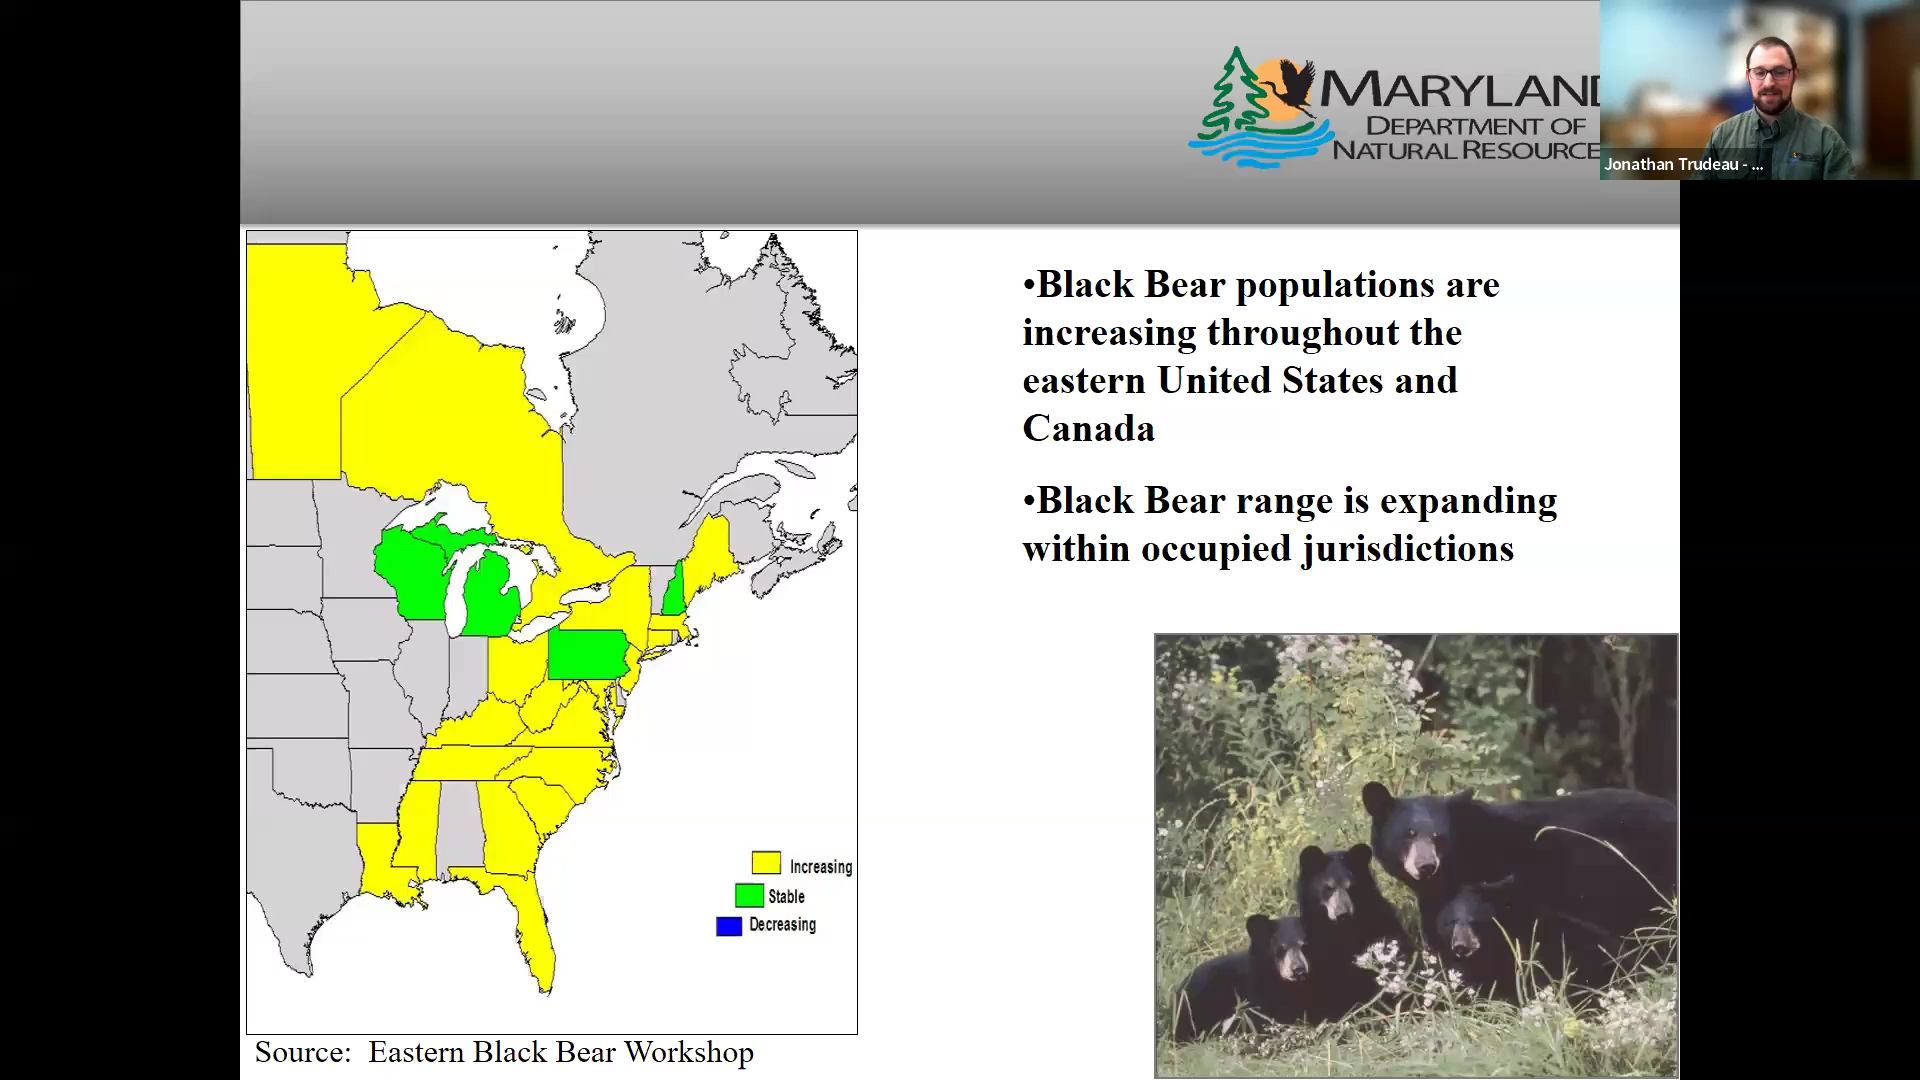 MARYLAND
DEPARTMENT OF
NATURAL RESOURCE
Jonathan Trudeau - ...
•Black Bear populations are
increasing throughout the
eastern United States and
Canada
•Black Bear range is expanding
within occupied jurisdictions
Increasing
Stable
Decreasing
Source: Eastern Black Bear Workshop